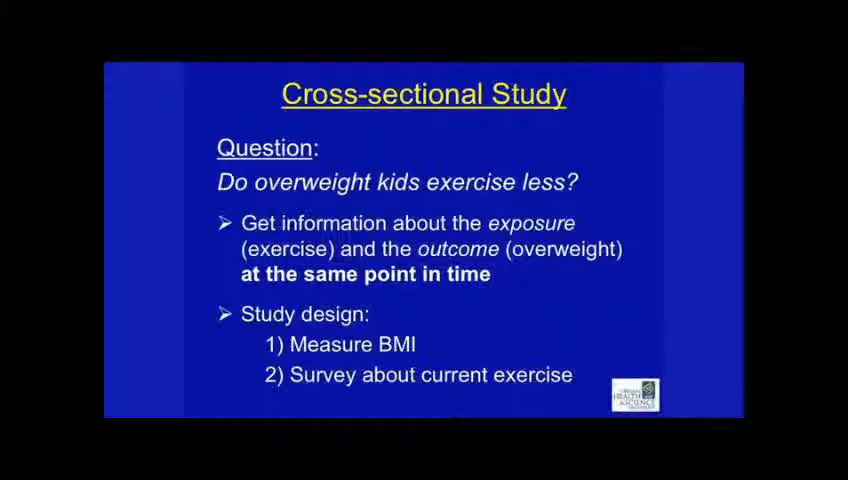 Cross-sectional Study
Question:
Do overweight kids exercise less?
➢ Get information about the exposure
(exercise) and the outcome (overweight)
at the same point in time
➢ Study design:
1) Measure BMI
2) Survey about current exercise
HEALTH
&SCIENCE